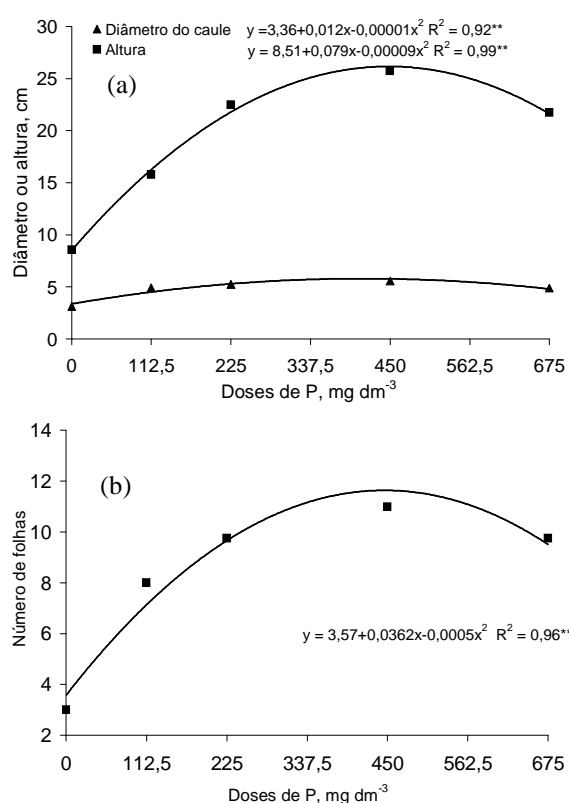 Diâmetro do caule y =3,36+0,012x-0,00001x² R² = 0,92**
Altura y = 8,51+0,079x-0,00009x² R² = 0,99**
(a)
Diâmetro ou altura, cm
30
25
20
15
10
5
0
0 112,5 225 337,5 450 562,5 675
Doses de P, mg dm⁻³
(b)
Número de folhas
14
12
10
8
6
4
2
y = 3,57+0,0362x-0,0005x² R² = 0,96**
0 112,5 225 337,5 450 562,5 675
Doses de P, mg dm⁻³